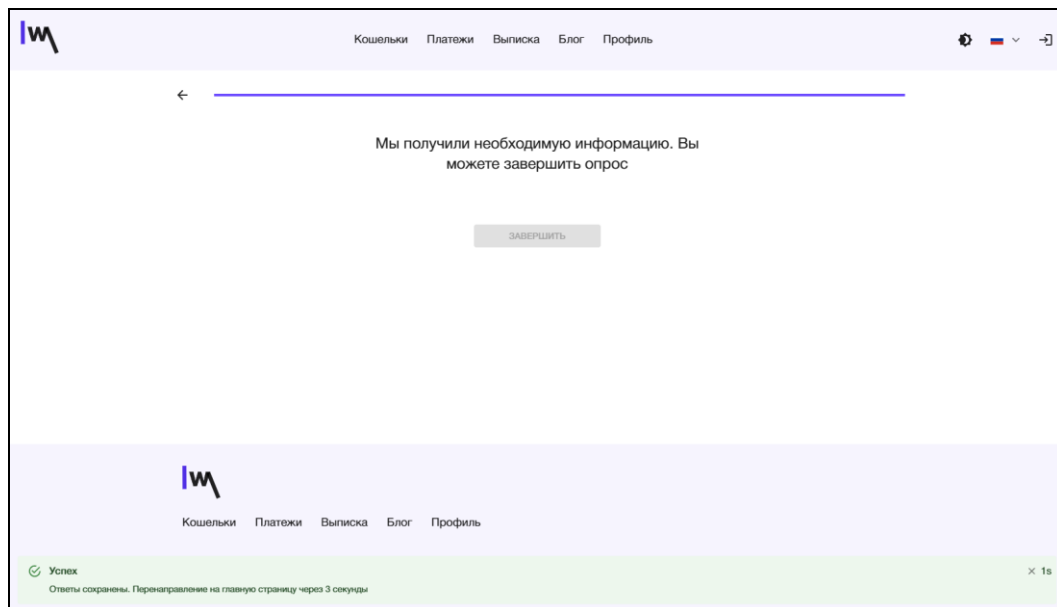 Кошельки Платежи Выписка Блог Профиль
Мы получили необходимую информацию. Вы
можете завершить опрос
ЗАВЕРШИТЬ
Кошельки Платежи Выписка Блог Профиль
Успех × 1s
Ответы сохранены. Перенаправление на главную страницу через 3 секунды